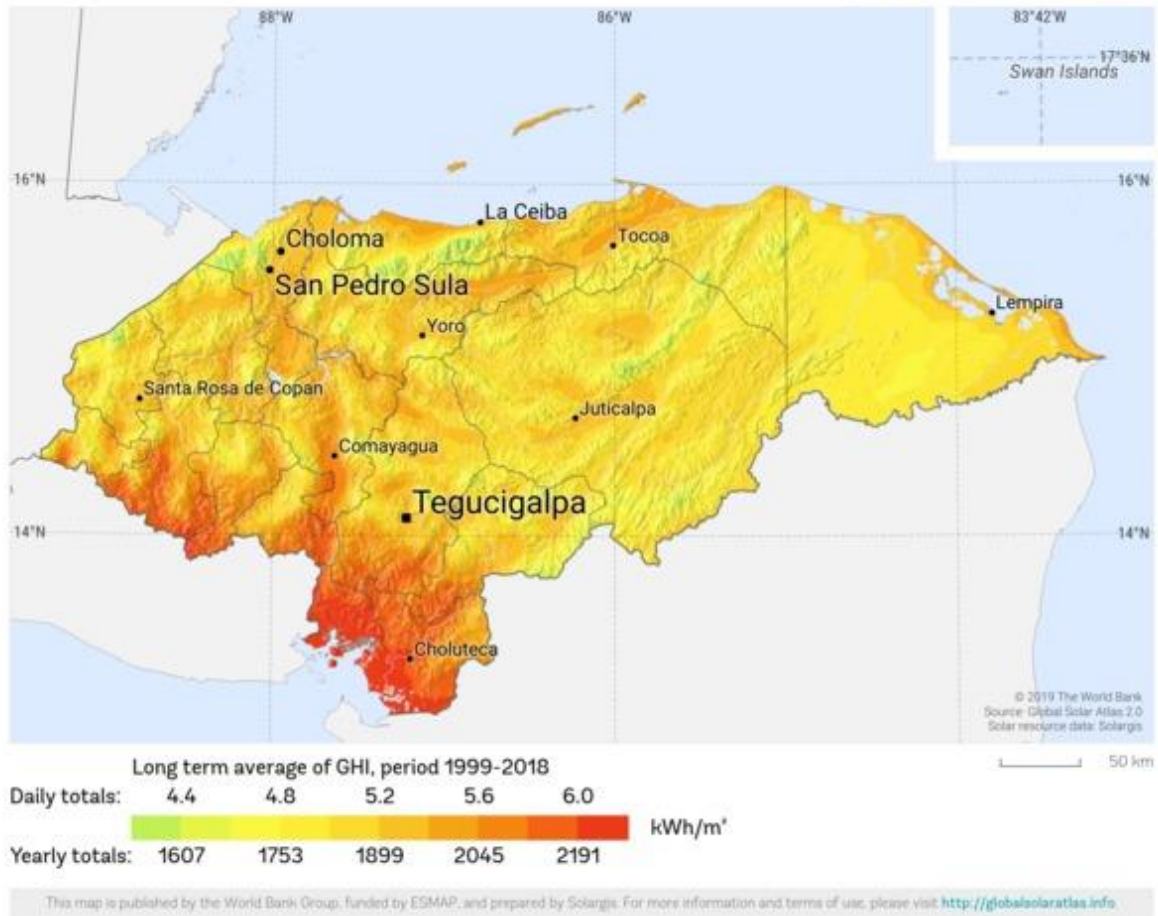 88°W 86°W 83°42'W
17°36'N
Swan Islands
16°N 16°N
La Ceiba
Choloma
Tocoa
San Pedro Sula
Lempira
Yoro
Santa Rosa de Copan
Juticalpa
Comayagua
Tegucigalpa
14°N 14°N
Choluteca
© 2019 The World Bank
Source: Global Solar Atlas 2.0
Solar resource data: Solargis
50 km
Long term average of GHI, period 1999-2018
Daily totals: 4.4 4.8 5.2 5.6 6.0
kWh/m²
Yearly totals: 1607 1753 1899 2045 2191
This map is published by the World Bank Group, funded by ESMAP, and prepared by Solargis. For more information and terms of use, please visit http://globalsolaratlas.info